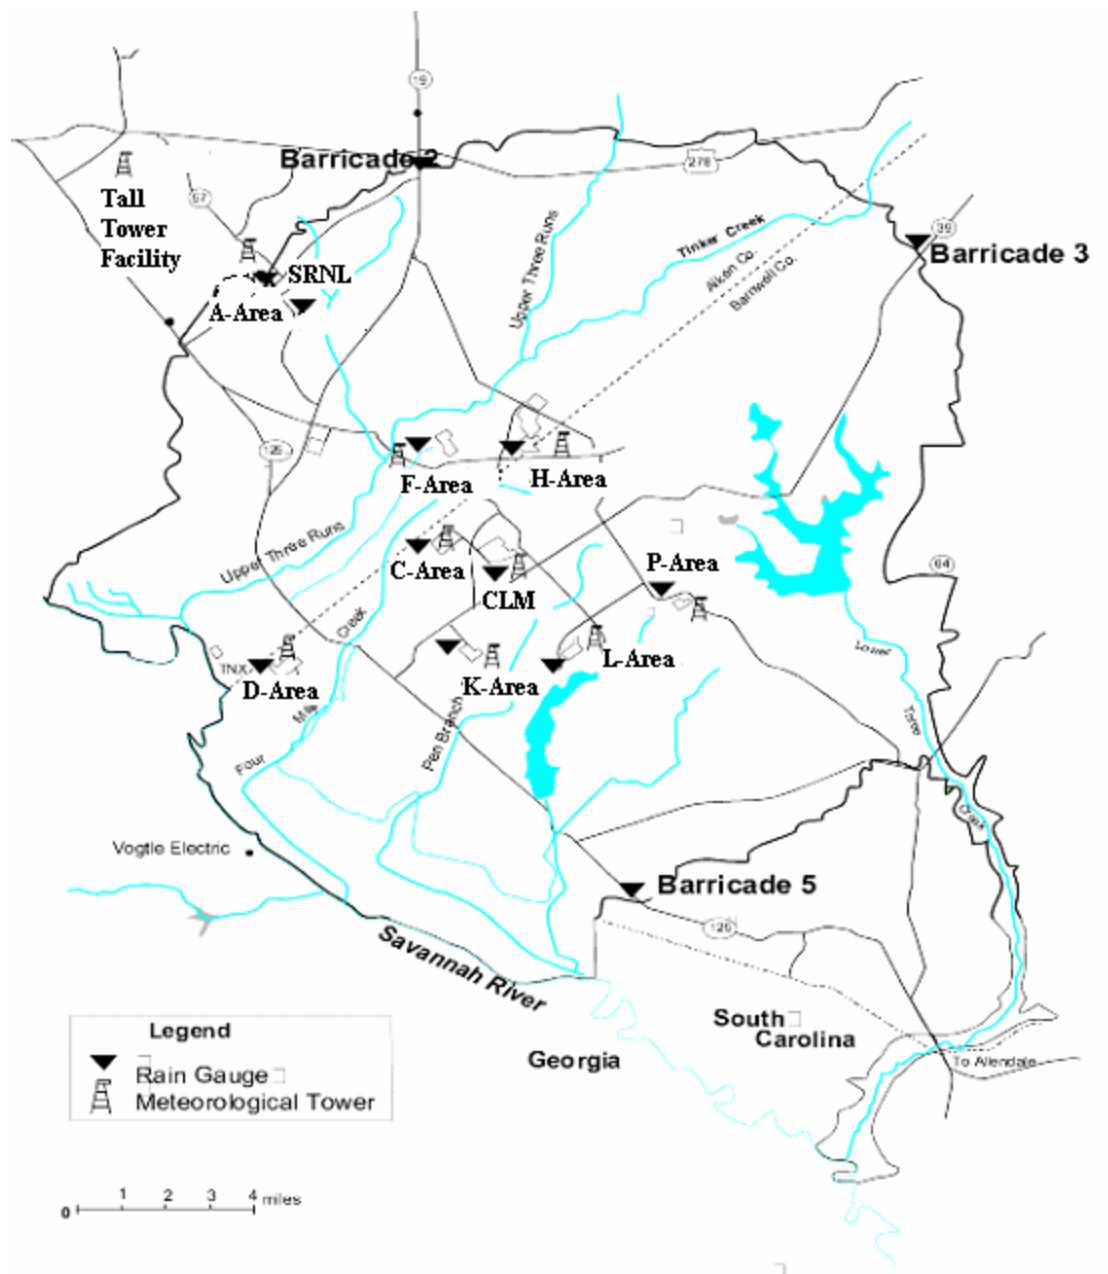 19
Barricade 2
278
Tall
Tower
Facility
57
Upper Three Runs
Tinker Creek
39
Barricade 3
Aiken Co.
Barnwell Co.
SRNL
A-Area
125
F-Area
H-Area
Upper Three Runs
C-Area
CLM
P-Area
64
TNX
D-Area
K-Area
L-Area
Lower
Three
Creek
Four
Mile
Creek
Pen Branch
Vogtle Electric
Barricade 5
125
Savannah River
South
Carolina
Georgia
To Allendale
Legend
Rain Gauge
Meteorological Tower
0 1 2 3 4 miles